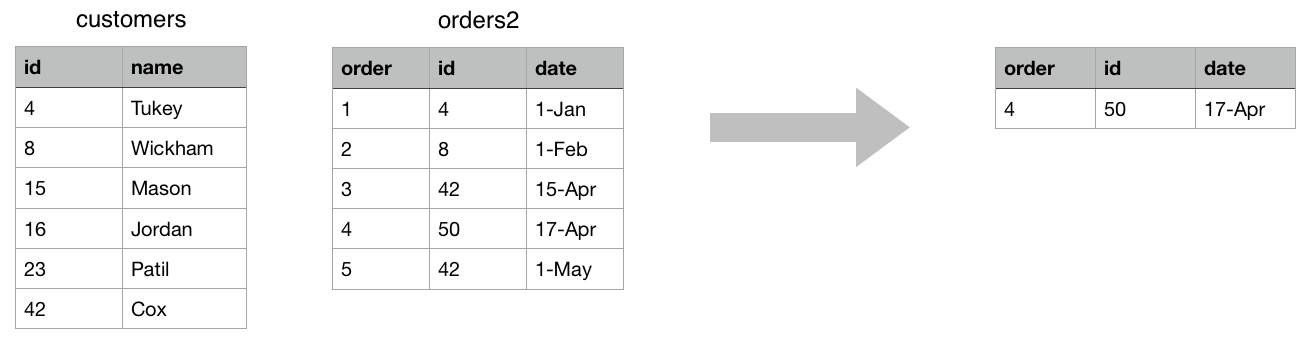 customers
id name
4 Tukey
8 Wickham
15 Mason
16 Jordan
23 Patil
42 Cox
orders2
order id date
1 4 1-Jan
2 8 1-Feb
3 42 15-Apr
4 50 17-Apr
5 42 1-May
order id date
4 50 17-Apr